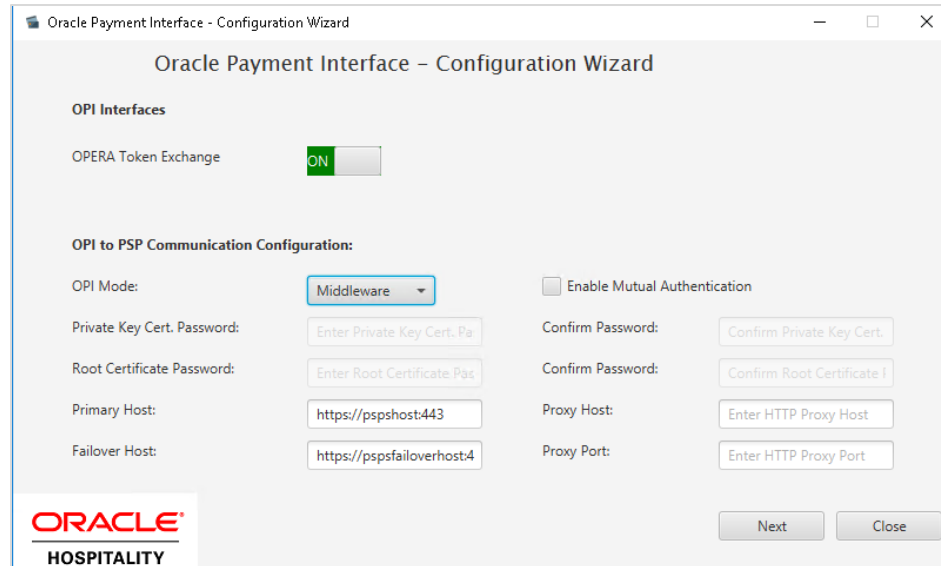 Oracle Payment Interface - Configuration Wizard
Oracle Payment Interface – Configuration Wizard
OPI Interfaces
OPERA Token Exchange ON
OPI to PSP Communication Configuration:
OPI Mode: Middleware Enable Mutual Authentication
Private Key Cert. Password: Enter Private Key Cert. Pa Confirm Password: Confirm Private Key Cert.
Root Certificate Password: Enter Root Certificate Pas Confirm Password: Confirm Root Certificate
Primary Host: https://pspshost:443 Proxy Host: Enter HTTP Proxy Host
Failover Host: https://pspsfailoverhost:4 Proxy Port: Enter HTTP Proxy Port
Next Close
ORACLE®
HOSPITALITY